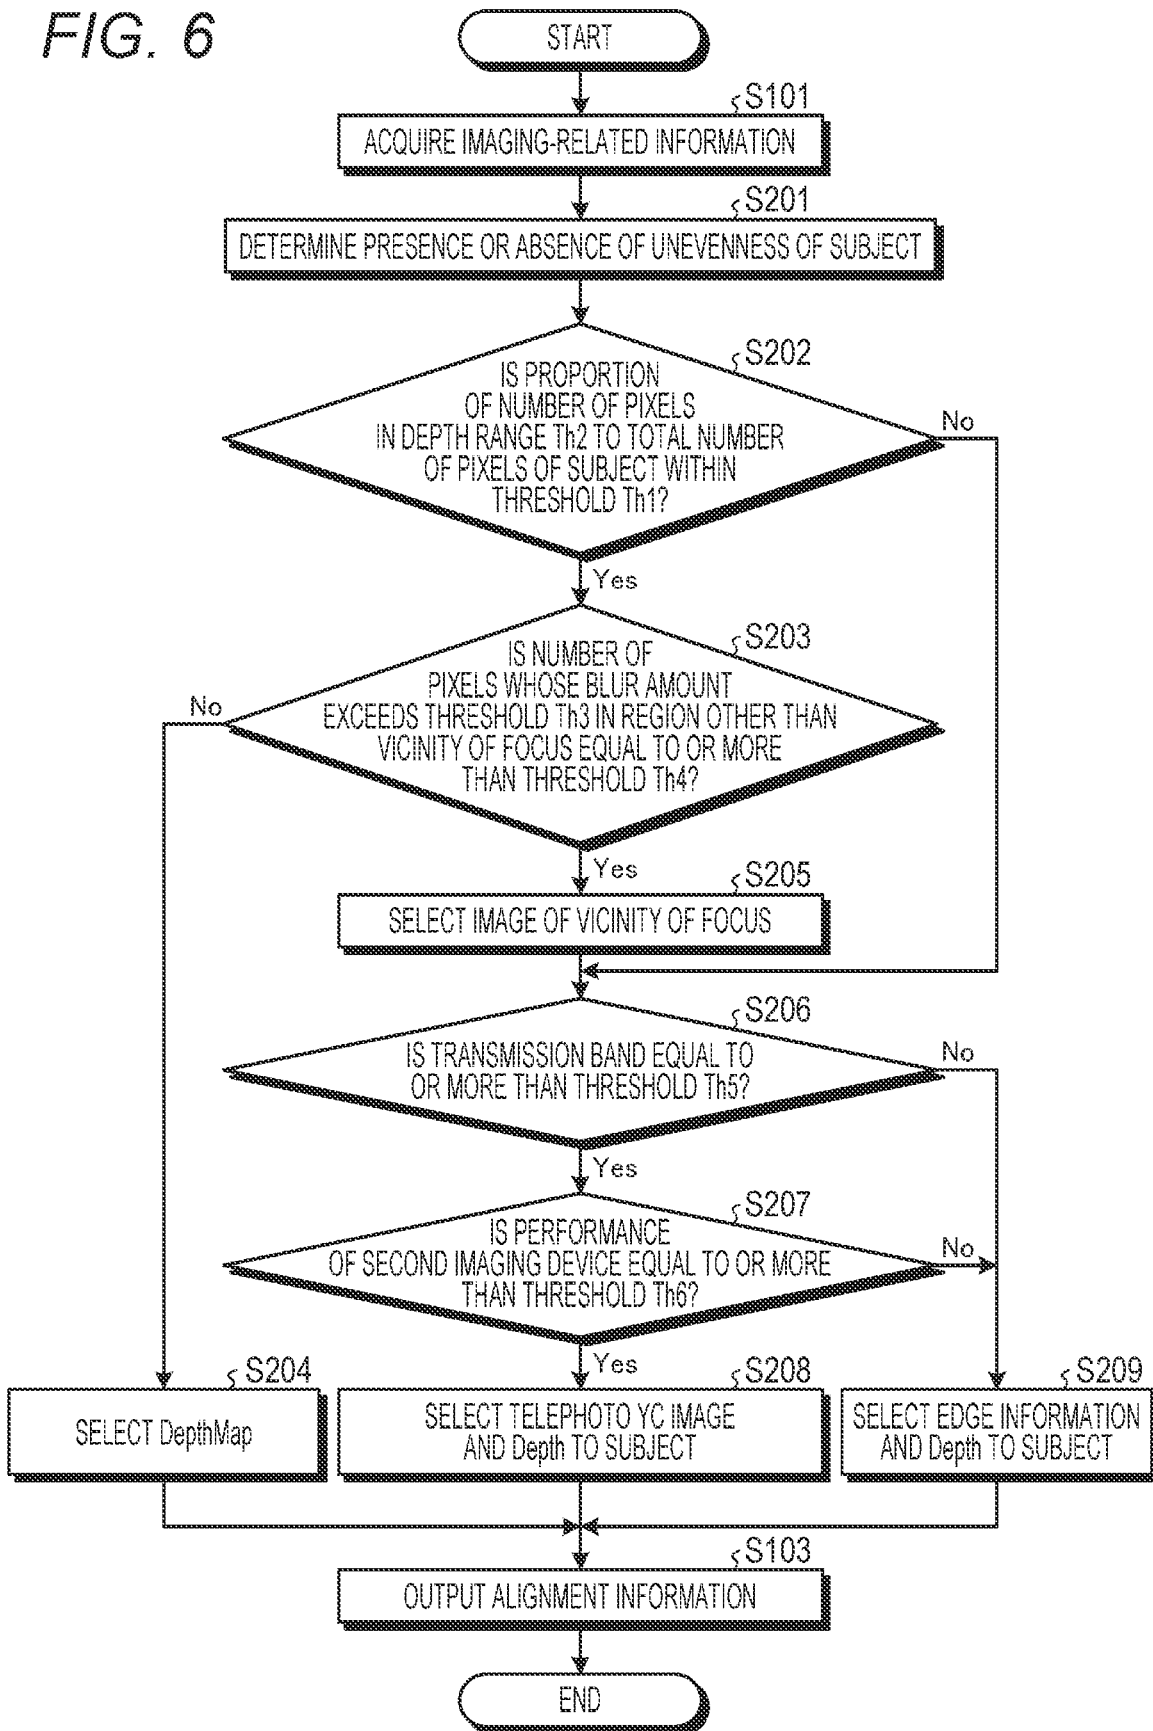 FIG. 6
START
S101
ACQUIRE IMAGING-RELATED INFORMATION
S201
DETERMINE PRESENCE OR ABSENCE OF UNEVENNESS OF SUBJECT
S202
IS PROPORTION
OF NUMBER OF PIXELS
IN DEPTH RANGE Th2 TO TOTAL NUMBER
OF PIXELS OF SUBJECT WITHIN
THRESHOLD Th1?
No
Yes
S203
IS NUMBER OF
PIXELS WHOSE BLUR AMOUNT
EXCEEDS THRESHOLD Th3 IN REGION OTHER THAN
VICINITY OF FOCUS EQUAL TO OR MORE
THAN THRESHOLD Th4?
No
Yes
S205
SELECT IMAGE OF VICINITY OF FOCUS
S206
IS TRANSMISSION BAND EQUAL TO
OR MORE THAN THRESHOLD Th5?
No
Yes
S207
IS PERFORMANCE
OF SECOND IMAGING DEVICE EQUAL TO OR MORE
THAN THRESHOLD Th6?
No
Yes
S204
SELECT DepthMap
S208
SELECT TELEPHOTO YC IMAGE
AND Depth TO SUBJECT
S209
SELECT EDGE INFORMATION
AND Depth TO SUBJECT
S103
OUTPUT ALIGNMENT INFORMATION
END